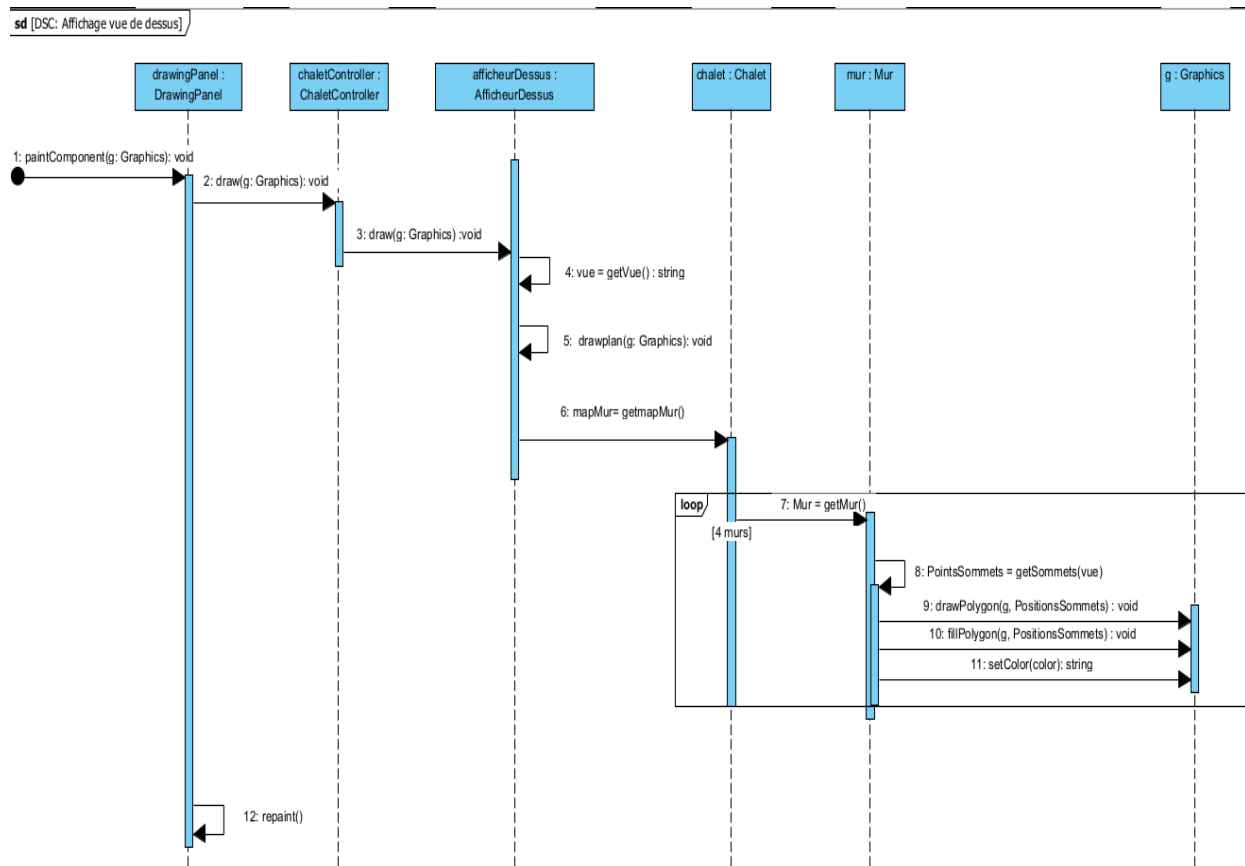 sd [DSC: Affichage vue de dessus]
drawingPanel :
DrawingPanel
chaletController :
ChaletController
afficheurDessus :
AfficheurDessus
chalet : Chalet
mur : Mur
g : Graphics
1: paintComponent(g: Graphics): void
2: draw(g: Graphics): void
3: draw(g: Graphics) :void
4: vue = getVue() : string
5: drawplan(g: Graphics): void
6: mapMur= getmapMur()
loop
7: Mur = getMur()
[4 murs]
8: PointsSommets = getSommets(vue)
9: drawPolygon(g, PositionsSommets) : void
10: fillPolygon(g, PositionsSommets) : void
11: setColor(color): string
12: repaint()